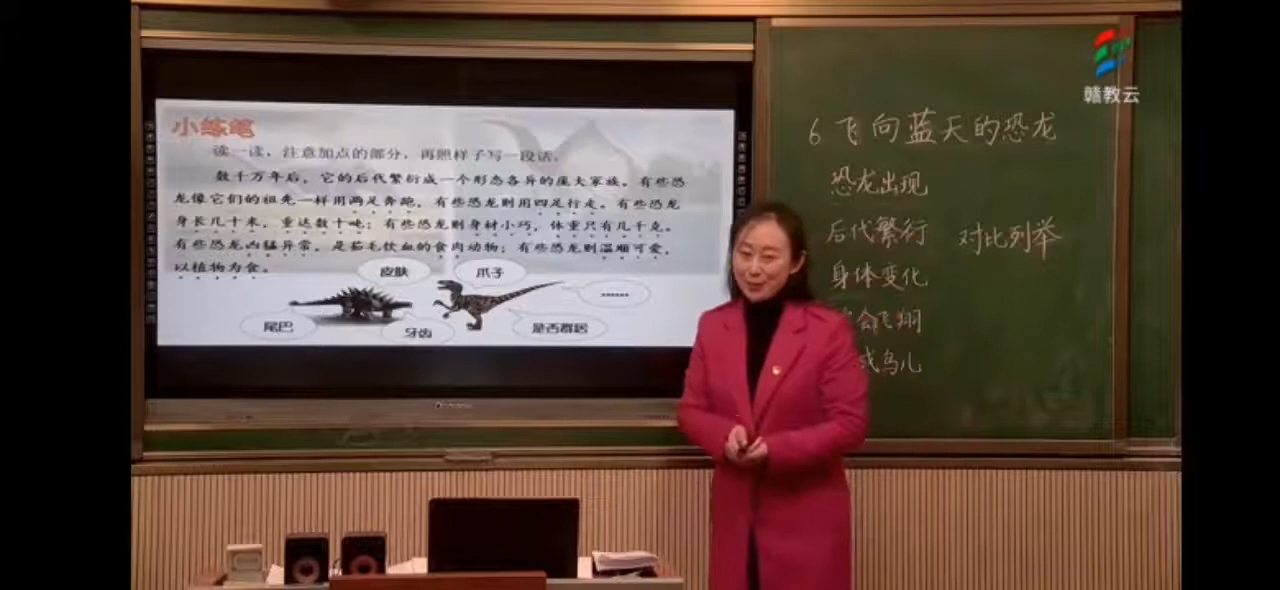 小练笔
读一读，注意加点的部分，再照样子写一段话。
数千万年后，它的后代繁衍成一个形态各异的庞大家族。有些恐
龙像它们的祖先一样用两足奔跑，有些恐龙则用四足行走。有些恐龙
身长几十米，重达数十吨；有些恐龙则身材小巧，体重只有几千克。
有些恐龙凶猛异常，是茹毛饮血的食肉动物；有些恐龙则温顺可爱，
以植物为食。
皮肤
爪子
……
尾巴
牙齿
是否群居
赣教云
6 飞向蓝天的恐龙
恐龙出现
后代繁衍 对比列举
身体变化
会飞翔
成鸟儿